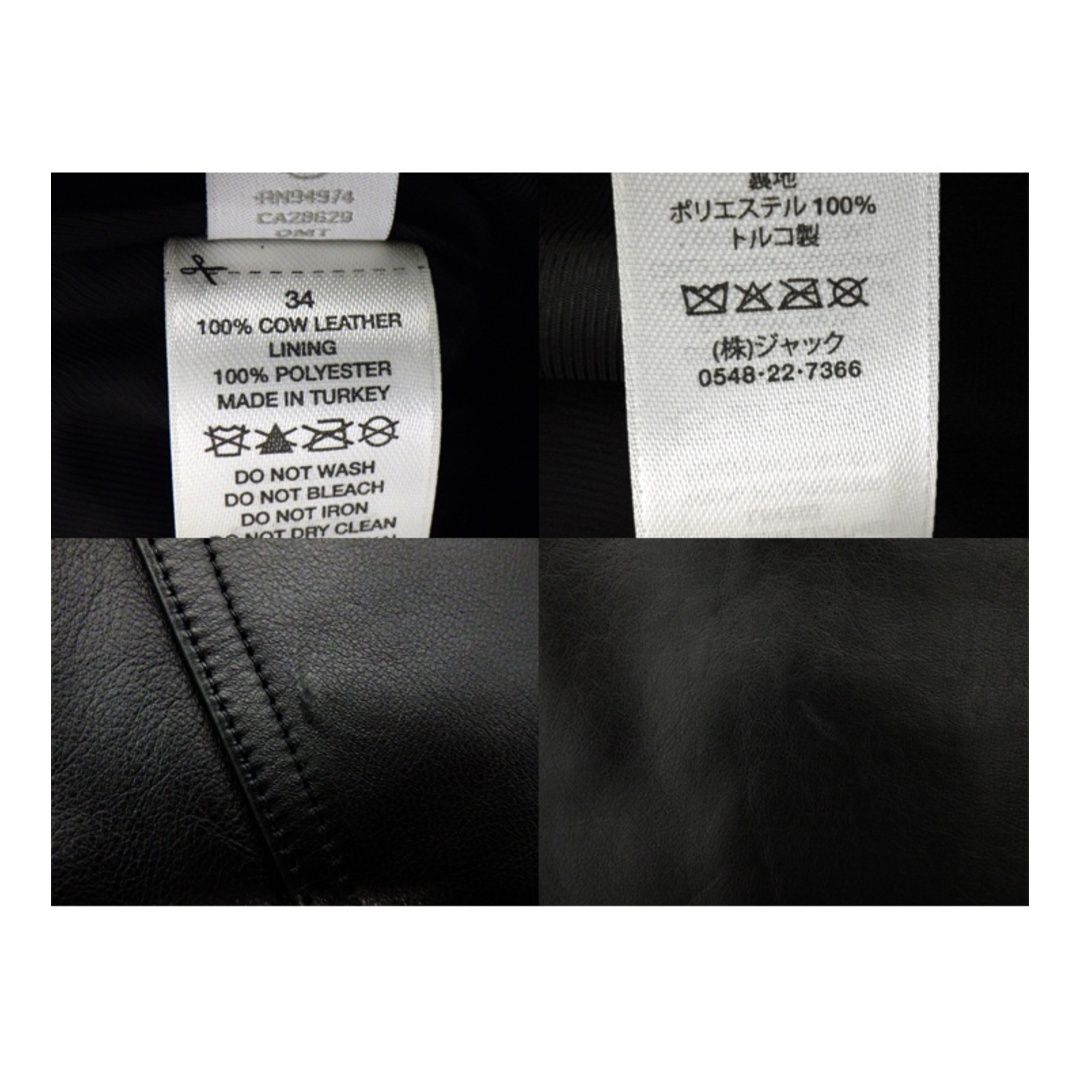 RN94974
CA28629
OMT
34
100% COW LEATHER
LINING
100% POLYESTER
MADE IN TURKEY
DO NOT WASH
DO NOT BLEACH
DO NOT IRON
DO NOT DRY CLEAN
裏地
ポリエステル 100%
トルコ製
(株)ジャック
0548・22・7366